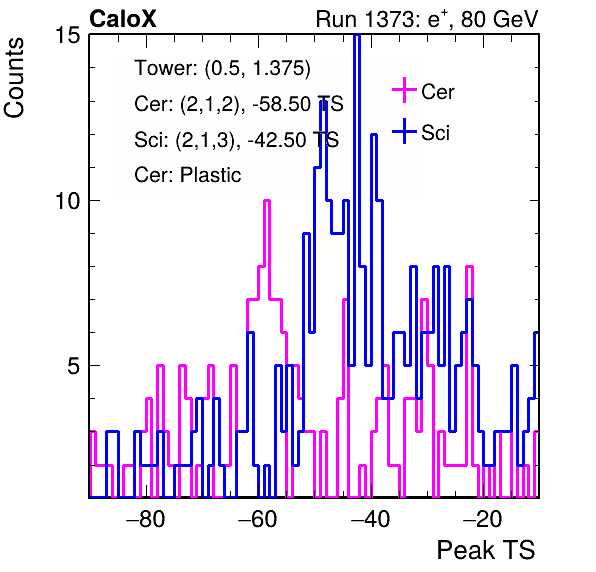 CaloX Run 1373: e⁺, 80 GeV
Counts
15
10
5
Tower: (0.5, 1.375)
Cer: (2,1,2), -58.50 TS
Sci: (2,1,3), -42.50 TS
Cer: Plastic
Cer
Sci
−80 −60 −40 −20
Peak TS